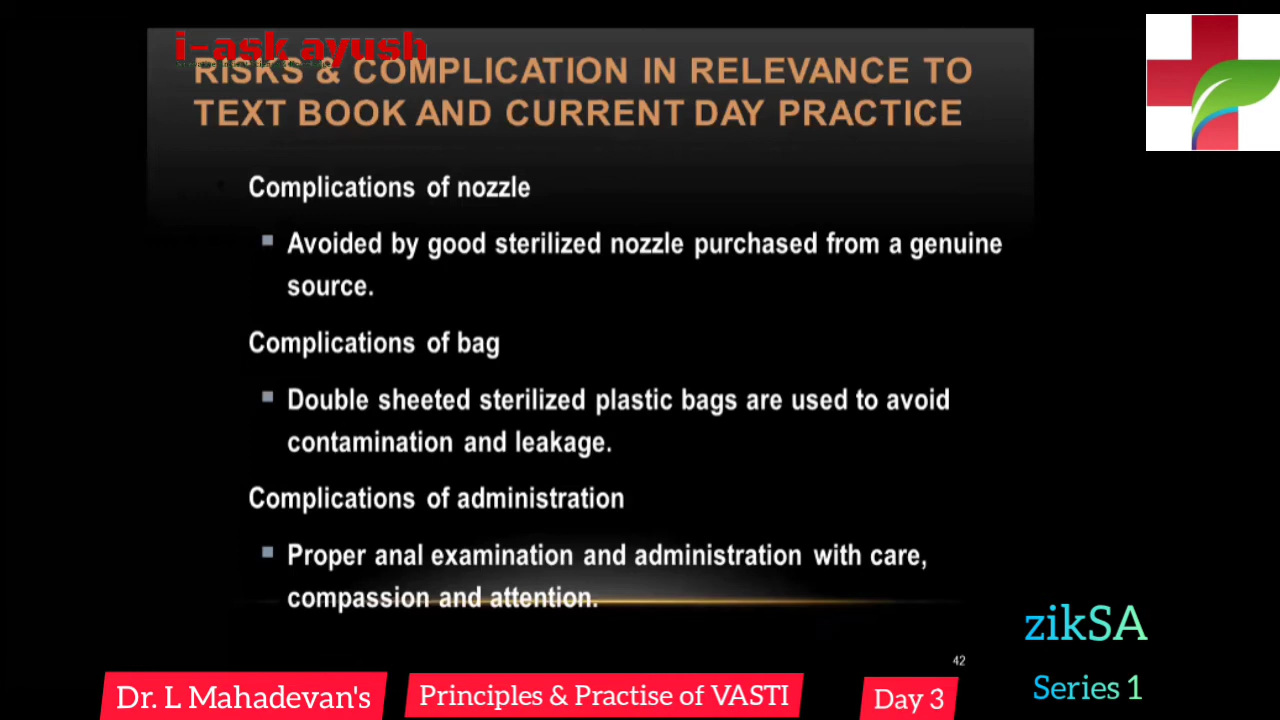 i-ask ayush
RISKS & COMPLICATION IN RELEVANCE TO
TEXT BOOK AND CURRENT DAY PRACTICE
Complications of nozzle
Avoided by good sterilized nozzle purchased from a genuine
source.
Complications of bag
Double sheeted sterilized plastic bags are used to avoid
contamination and leakage.
Complications of administration
Proper anal examination and administration with care,
compassion and attention.
42
zikSA
Series 1
Dr. L Mahadevan's
Principles & Practise of VASTI
Day 3